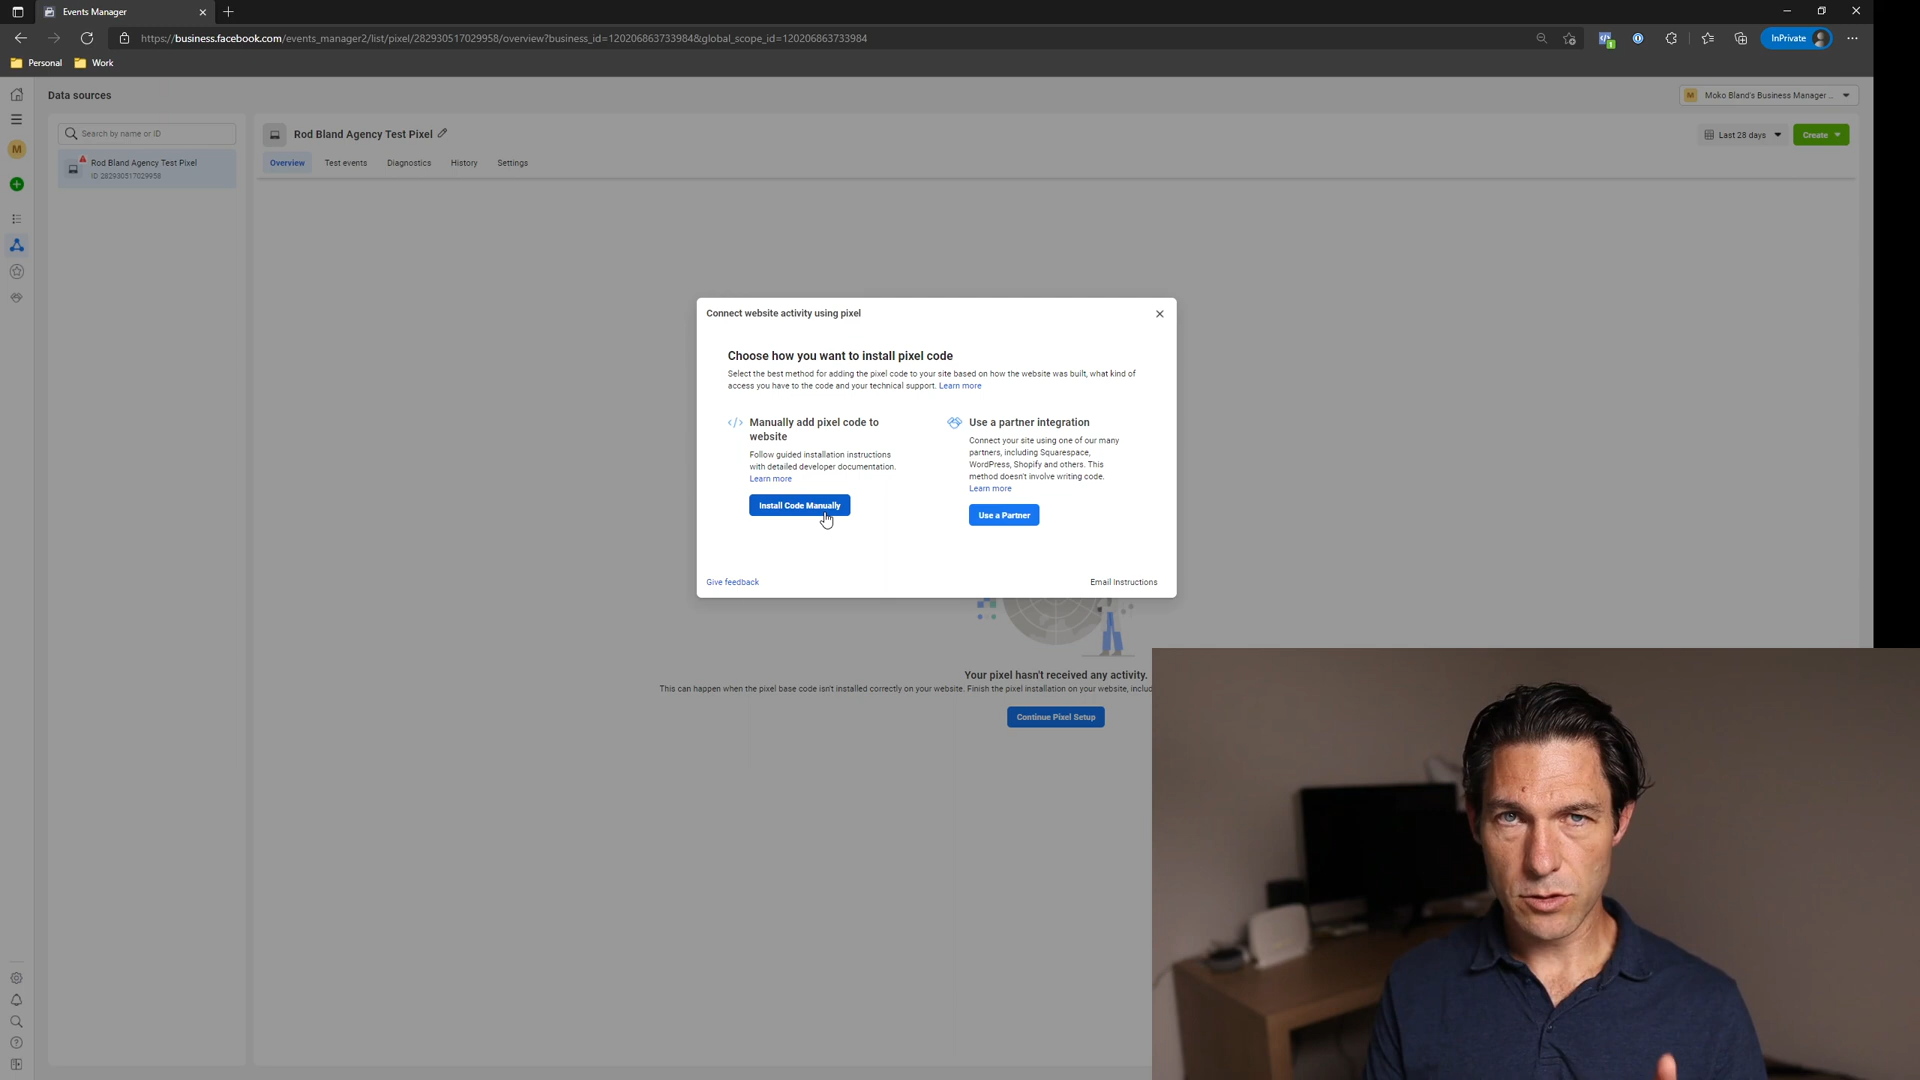 Events Manager
https://business.facebook.com/events_manager2/list/pixel/282930517029958/overview?business_id=120206863733984&global_scope_id=120206863733984
InPrivate
Personal
Work
Data sources
Moko Bland's Business Manager ...
Search by name or ID
Rod Bland Agency Test Pixel
ID 282930517029958
Rod Bland Agency Test Pixel
Last 28 days
Create
Overview
Test events
Diagnostics
History
Settings
Connect website activity using pixel
Choose how you want to install pixel code
Select the best method for adding the pixel code to your site based on how the website was built, what kind of
access you have to the code and your technical support. Learn more
Manually add pixel code to
website
Follow guided installation instructions
with detailed developer documentation.
Learn more
Install Code Manually
Use a partner integration
Connect your site using one of our many
partners, including Squarespace,
WordPress, Shopify and others. This
method doesn't involve writing code.
Learn more
Use a Partner
Give feedback
Email Instructions
Your pixel hasn't received any activity.
This can happen when the pixel base code isn't installed correctly on your website. Finish the pixel installation on your website,
Continue Pixel Setup